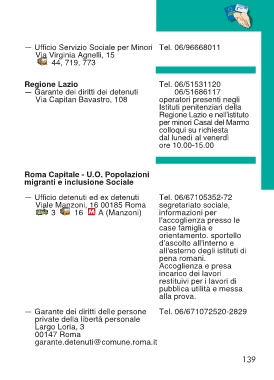 — Ufficio Servizio Sociale per Minori Tel. 06/96668011
Via Virginia Agnelli, 15
44, 719, 773
Regione Lazio Tel. 06/51531120
— Garante dei diritti dei detenuti 06/51686117
Via Capitan Bavastro, 108 operatori presenti negli
Istituti penitenziari della
Regione Lazio e nell'istituto
per minori Casal del Marmo
colloqui su richiesta
dal lunedì al venerdì
ore 10.00-15.00
Roma Capitale - U.O. Popolazioni
migranti e inclusione Sociale
— Ufficio detenuti ed ex detenuti Tel. 06/67105352-72
Viale Manzoni, 16 00185 Roma segretariato sociale,
3 16 M A (Manzoni) informazioni per
l'accoglienza presso le
case famiglia e
orientamento. sportello
d'ascolto all'interno e
all'esterno degli istituti di
pena romani.
Accoglienza e presa
incarico dei lavori
restituivi per i lavori di
pubblica utilità e messa
alla prova.
— Garante dei diritti delle persone Tel. 06/671072520-2829
private della libertà personale
Largo Loria, 3
00147 Roma
garante.detenuti@comune.roma.it
139